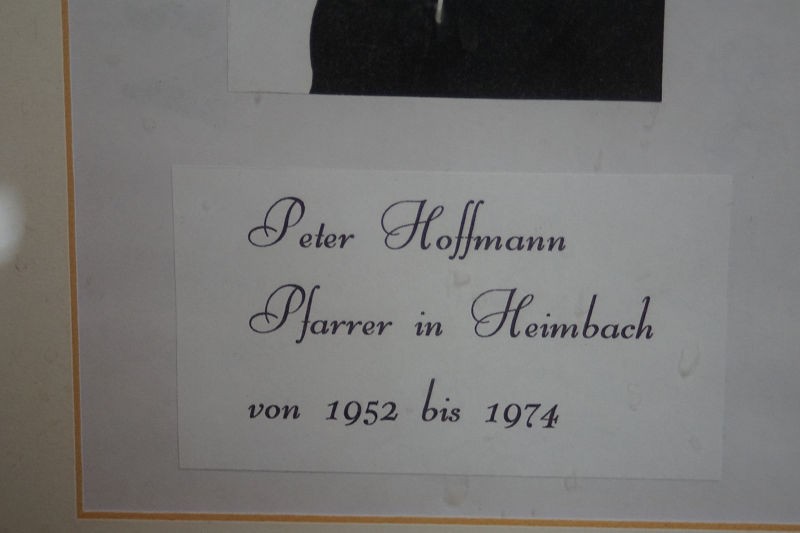 Peter Hoffmann
Pfarrer in Heimbach
von 1952 bis 1974